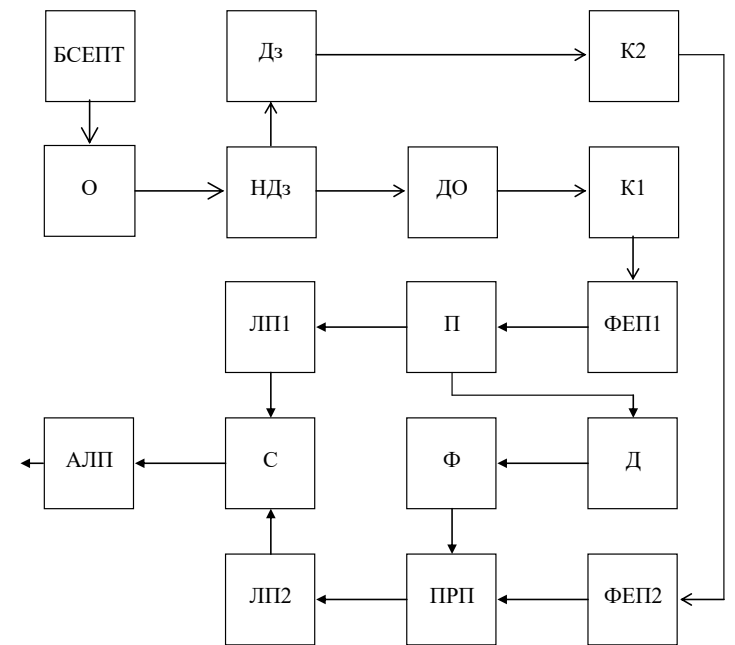 БСЕПТ
Дз
К2
О
НДз
ДО
К1
ЛП1
П
ФЕП1
АЛП
С
Ф
Д
ЛП2
ПРП
ФЕП2